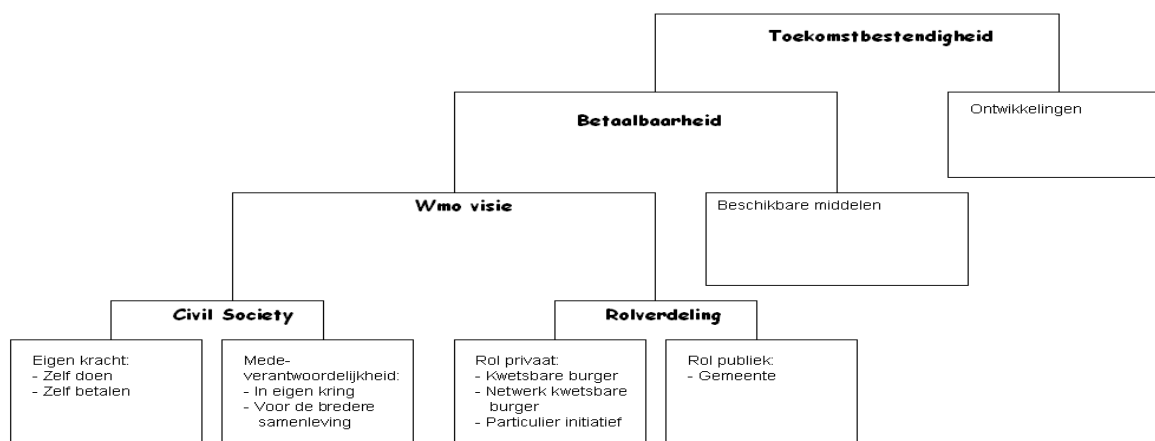 Toekomstbestendigheid
Ontwikkelingen
Betaalbaarheid
Wmo visie
Beschikbare middelen
Civil Society
Rolverdeling
Eigen kracht:
- Zelf doen
- Zelf betalen
Mede-
verantwoordelijkheid:
- In eigen kring
- Voor de bredere
samenleving
Rol privaat:
- Kwetsbare burger
- Netwerk kwetsbare
burger
- Particulier initiatief
Rol publiek:
- Gemeente